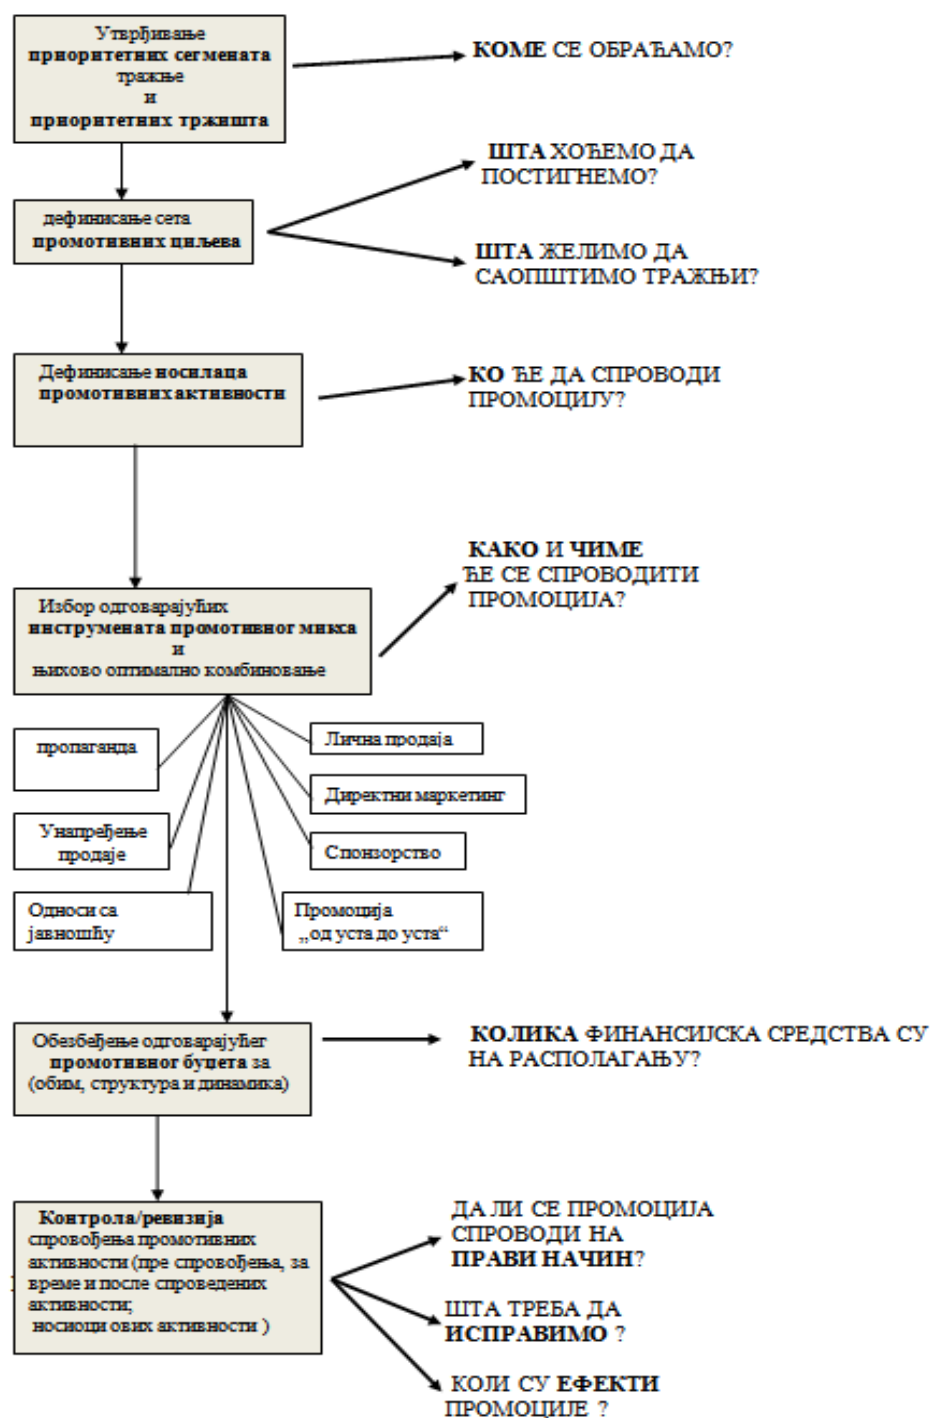 Утврђивање
приоритетних сегмената
тражње
и
приоритетних тржишта
КОМЕ СЕ ОБРАЋАМО?
дефинисање сета
промотивних циљева
ШТА ХОЋЕМО ДА
ПОСТИГНЕМО?
ШТА ЖЕЛИМО ДА
САОПШТИМО ТРАЖЊИ?
Дефинисање носилаца
промотивних активности
КО ЋЕ ДА СПРОВОДИ
ПРОМОЦИЈУ?
Избор одговарајућих
инструмената промотивног микса
и
њихово оптимално комбиновање
КАКО И ЧИМЕ
ЋЕ СЕ СПРОВОДИТИ
ПРОМОЦИЈА?
пропаганда
Лична продаја
Директни маркетинг
Унапређење
продаје
Спонзорство
Односи са
јавношћу
Промоција
„од уста до уста“
Обезбеђење одговарајућег
промотивног буџета за
(обим, структура и динамика)
КОЛИКА ФИНАНСИЈСКА СРЕДСТВА СУ
НА РАСПОЛАГАЊУ?
Контрола/ревизија
спровођења промотивних
активности (пре спровођења, за
време и после спроведених
активности;
носиоци ових активности )
ДА ЛИ СЕ ПРОМОЦИЈА
СПРОВОДИ НА
ПРАВИ НАЧИН?
ШТА ТРЕБА ДА
ИСПРАВИМО ?
КОЈИ СУ ЕФЕКТИ
ПРОМОЦИЈЕ ?